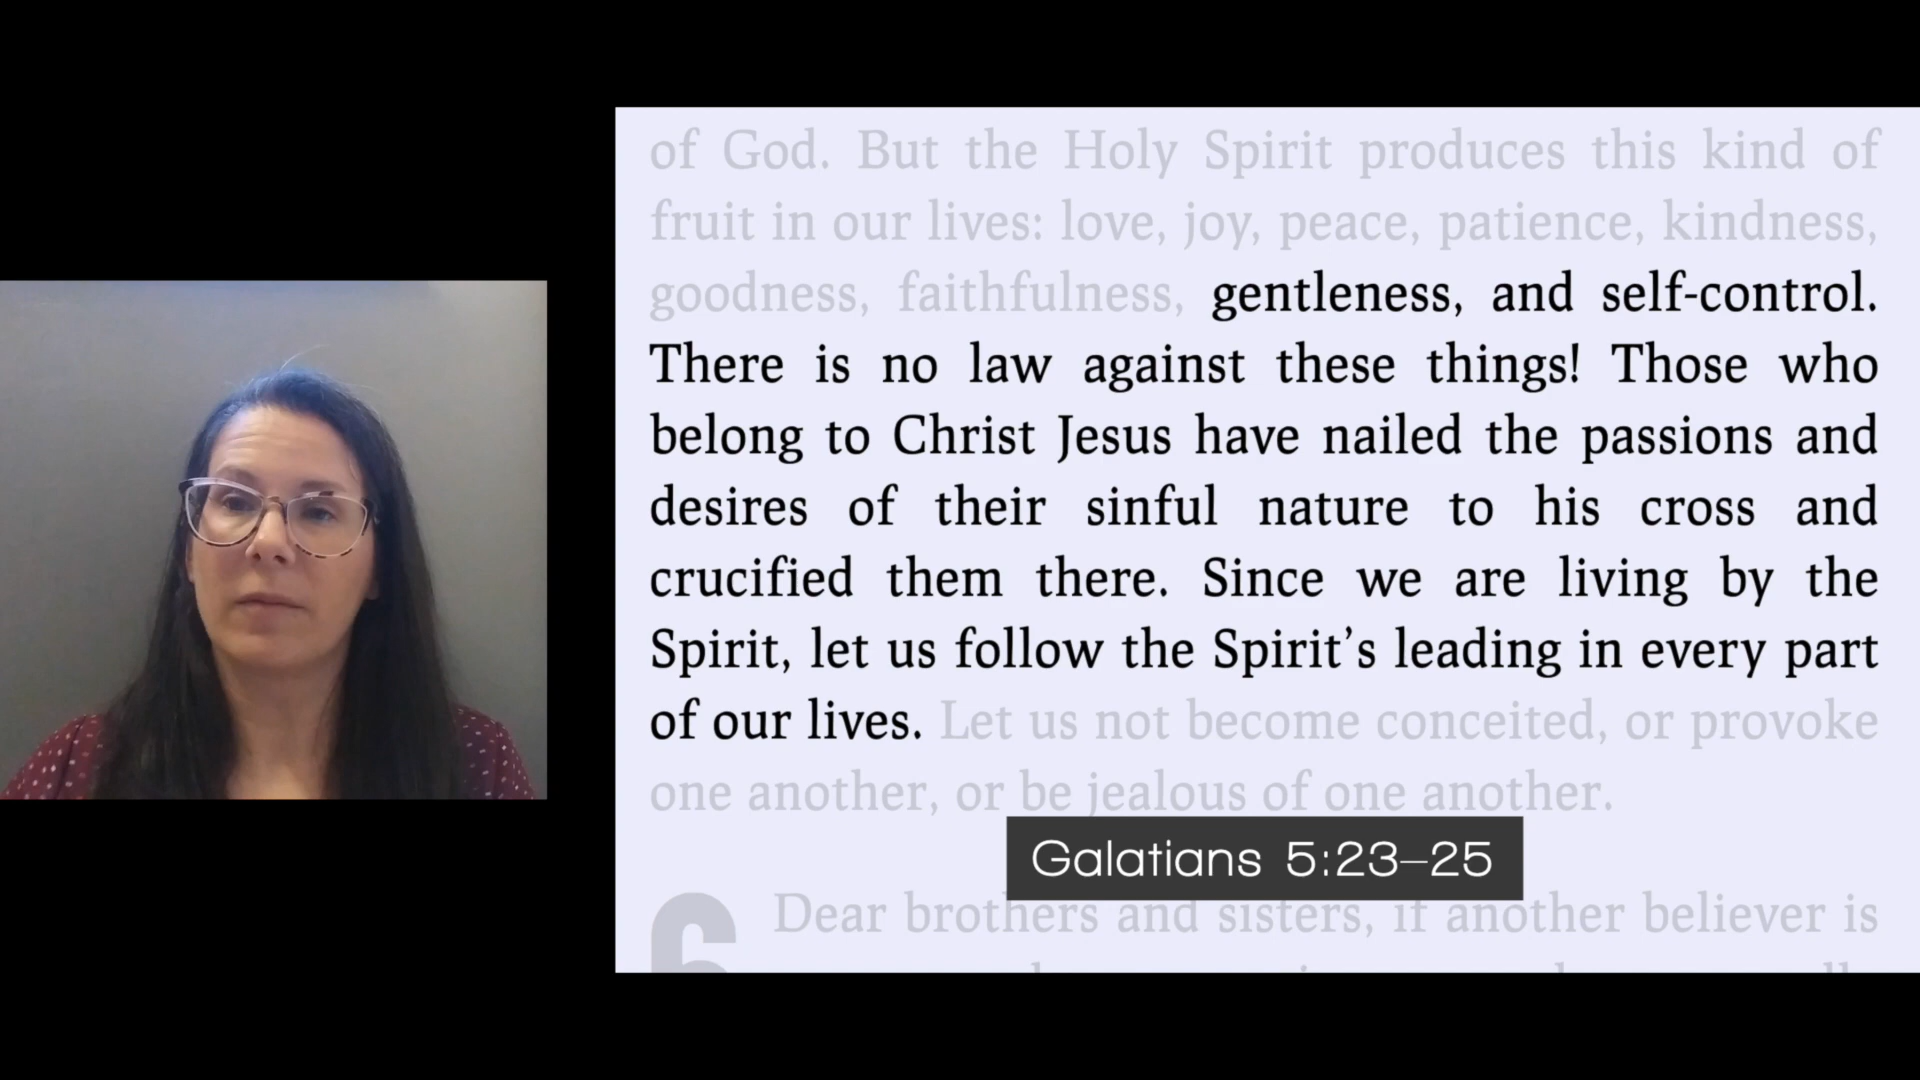 of God. But the Holy Spirit produces this kind of
fruit in our lives: love, joy, peace, patience, kindness,
goodness, faithfulness, gentleness, and self-control.
There is no law against these things! Those who
belong to Christ Jesus have nailed the passions and
desires of their sinful nature to his cross and
crucified them there. Since we are living by the
Spirit, let us follow the Spirit’s leading in every part
of our lives. Let us not become conceited, or provoke
one another, or be jealous of one another.
Galatians 5:23–25
6 Dear brothers and sisters, if another believer is